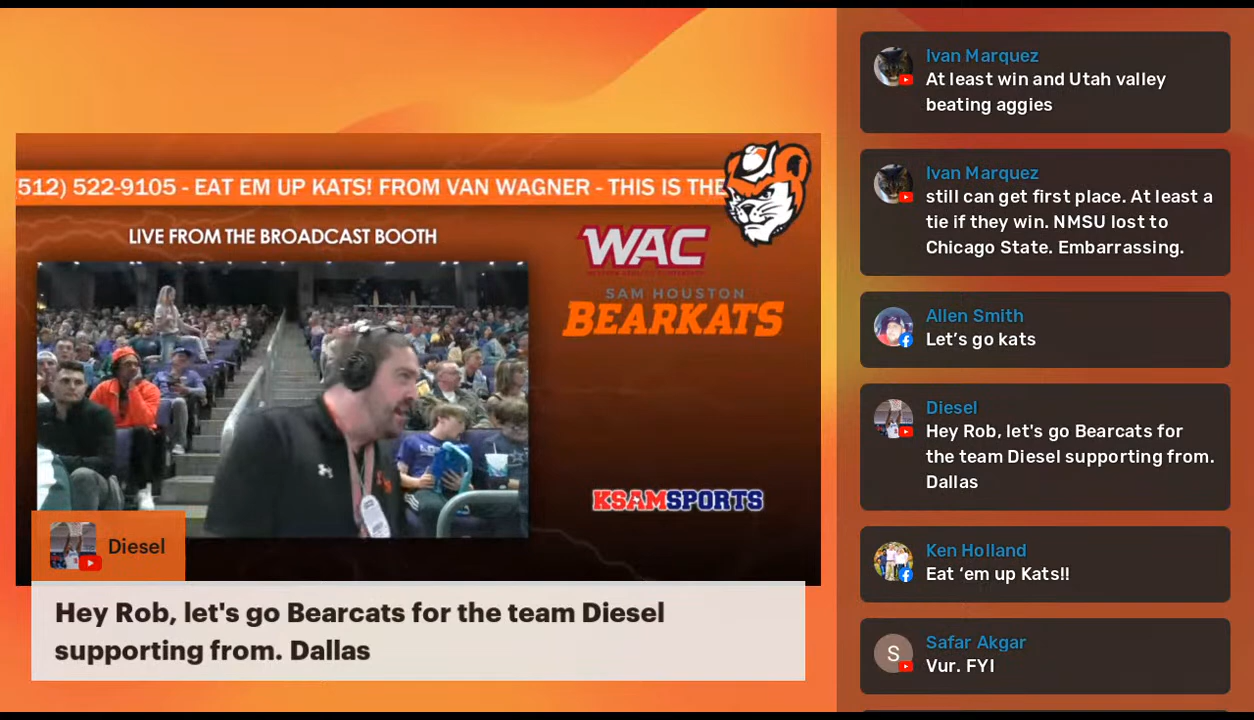 (512) 522-9105 - EAT EM UP KATS! FROM VAN WAGNER - THIS IS THE
LIVE FROM THE BROADCAST BOOTH
WAC
SAM HOUSTON
BEARKATS
KSAMSPORTS
Diesel
Hey Rob, let's go Bearcats for the team Diesel
supporting from. Dallas
Ivan Marquez
At least win and Utah valley
beating aggies
Ivan Marquez
still can get first place. At least a
tie if they win. NMSU lost to
Chicago State. Embarrassing.
Allen Smith
Let’s go kats
Diesel
Hey Rob, let's go Bearcats for
the team Diesel supporting from.
Dallas
Ken Holland
Eat ‘em up Kats!!
S
Safar Akgar
Vur. FYI